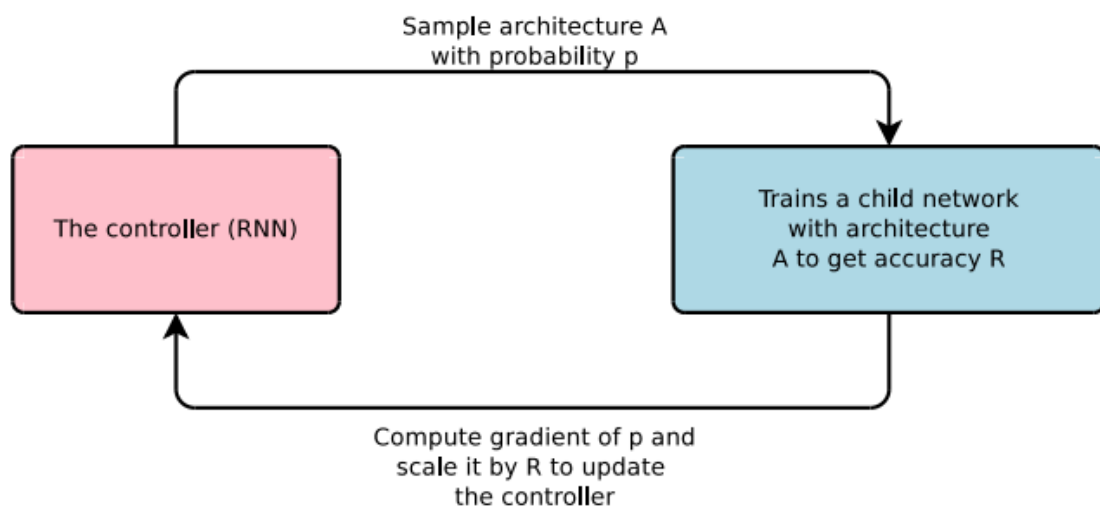 Sample architecture A
with probability p
The controller (RNN)
Trains a child network
with architecture
A to get accuracy R
Compute gradient of p and
scale it by R to update
the controller